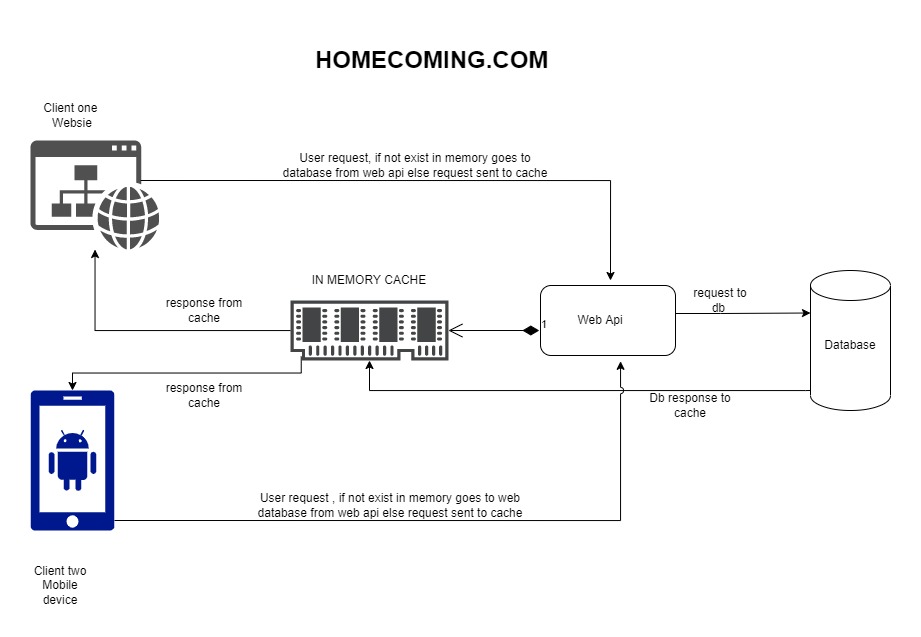 HOMECOMING.COM
Client one
Websie
User request, if not exist in memory goes to
database from web api else request sent to cache
IN MEMORY CACHE
response from
cache
1
Web Api
request to
db
Database
response from
cache
Db response to
cache
User request , if not exist in memory goes to web
database from web api else request sent to cache
Client two
Mobile
device